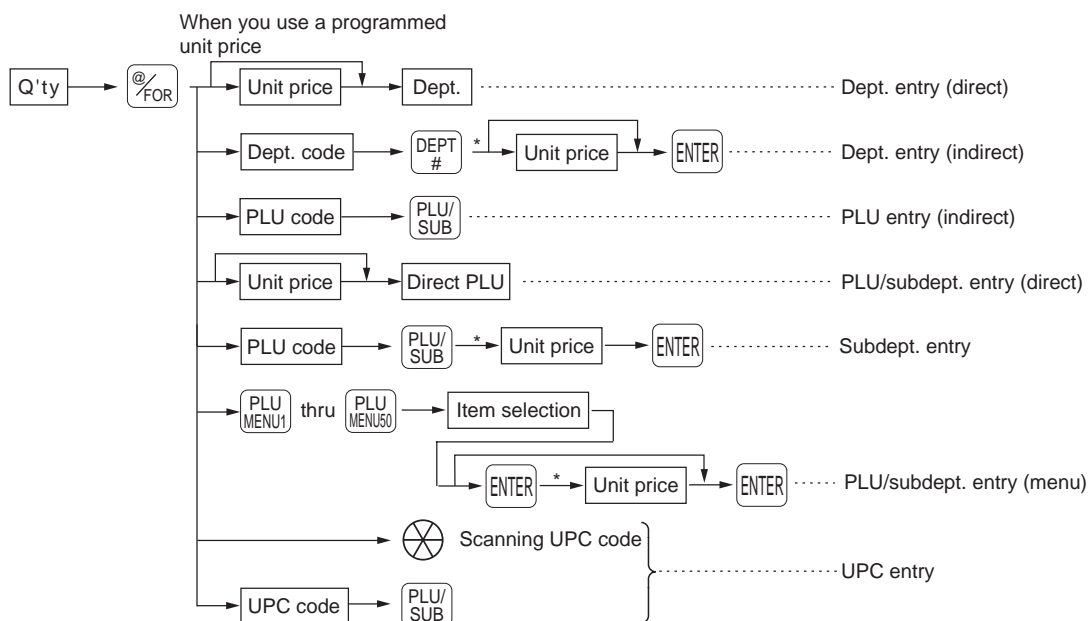 When you use a programmed
unit price
Q'ty @/FOR Unit price Dept. Dept. entry (direct)
Dept. code DEPT # * Unit price ENTER Dept. entry (indirect)
PLU code PLU/SUB PLU entry (indirect)
Unit price Direct PLU PLU/subdept. entry (direct)
PLU code PLU/SUB * Unit price ENTER Subdept. entry
PLU MENU1 thru PLU MENU50 Item selection
ENTER * Unit price ENTER PLU/subdept. entry (menu)
Scanning UPC code
UPC entry
UPC code PLU/SUB